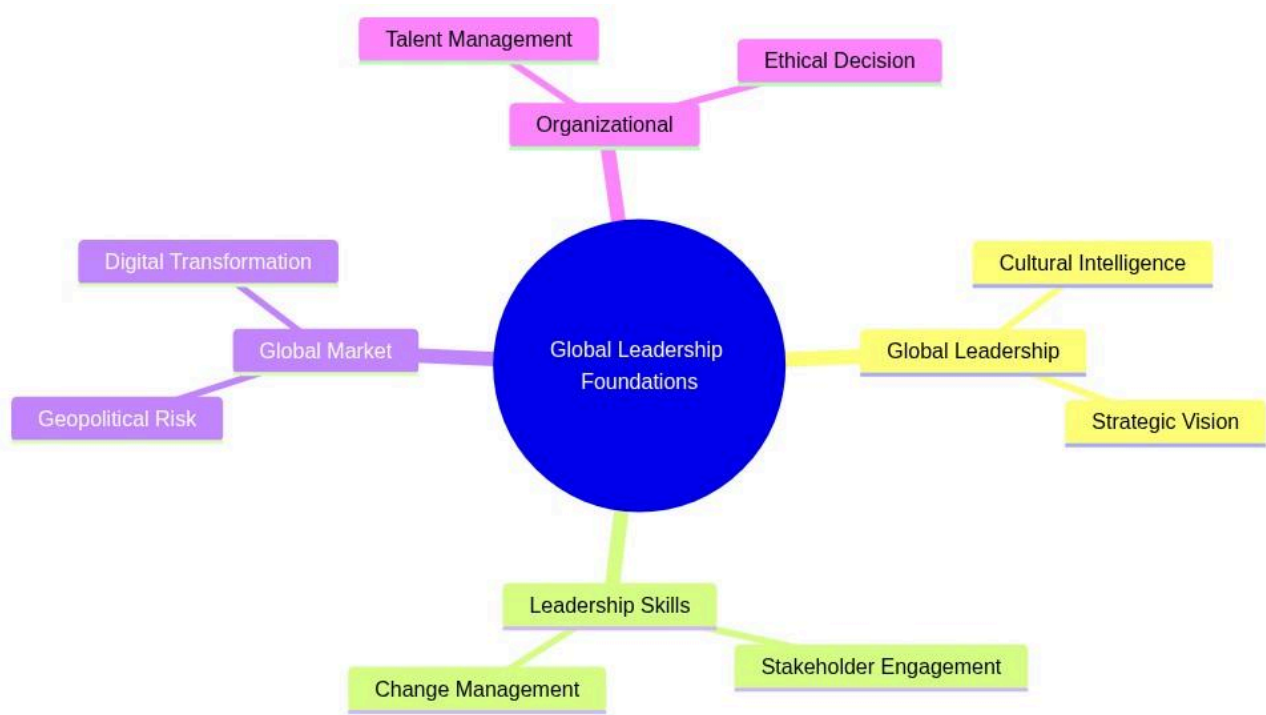 Talent Management
Ethical Decision
Organizational
Digital Transformation
Cultural Intelligence
Global Market
Global Leadership
Foundations
Global Leadership
Geopolitical Risk
Strategic Vision
Leadership Skills
Change Management
Stakeholder Engagement